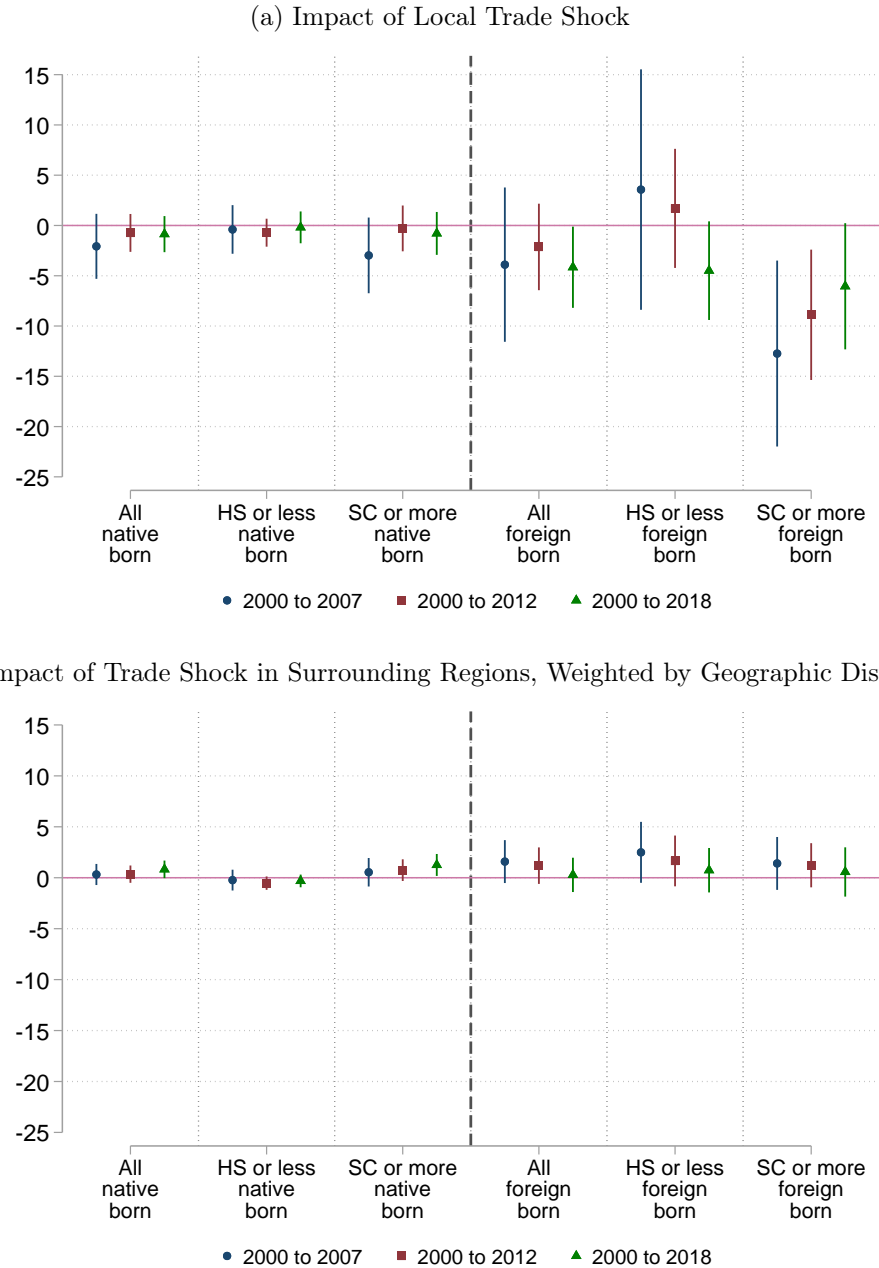 (a) Impact of Local Trade Shock
15
10
5
0
-5
-10
-15
-20
-25
All native born
HS or less native born
SC or more native born
All foreign born
HS or less foreign born
SC or more foreign born
2000 to 2007 2000 to 2012 2000 to 2018
mpact of Trade Shock in Surrounding Regions, Weighted by Geographic Dis
15
10
5
0
-5
-10
-15
-20
-25
All native born
HS or less native born
SC or more native born
All foreign born
HS or less foreign born
SC or more foreign born
2000 to 2007 2000 to 2012 2000 to 2018